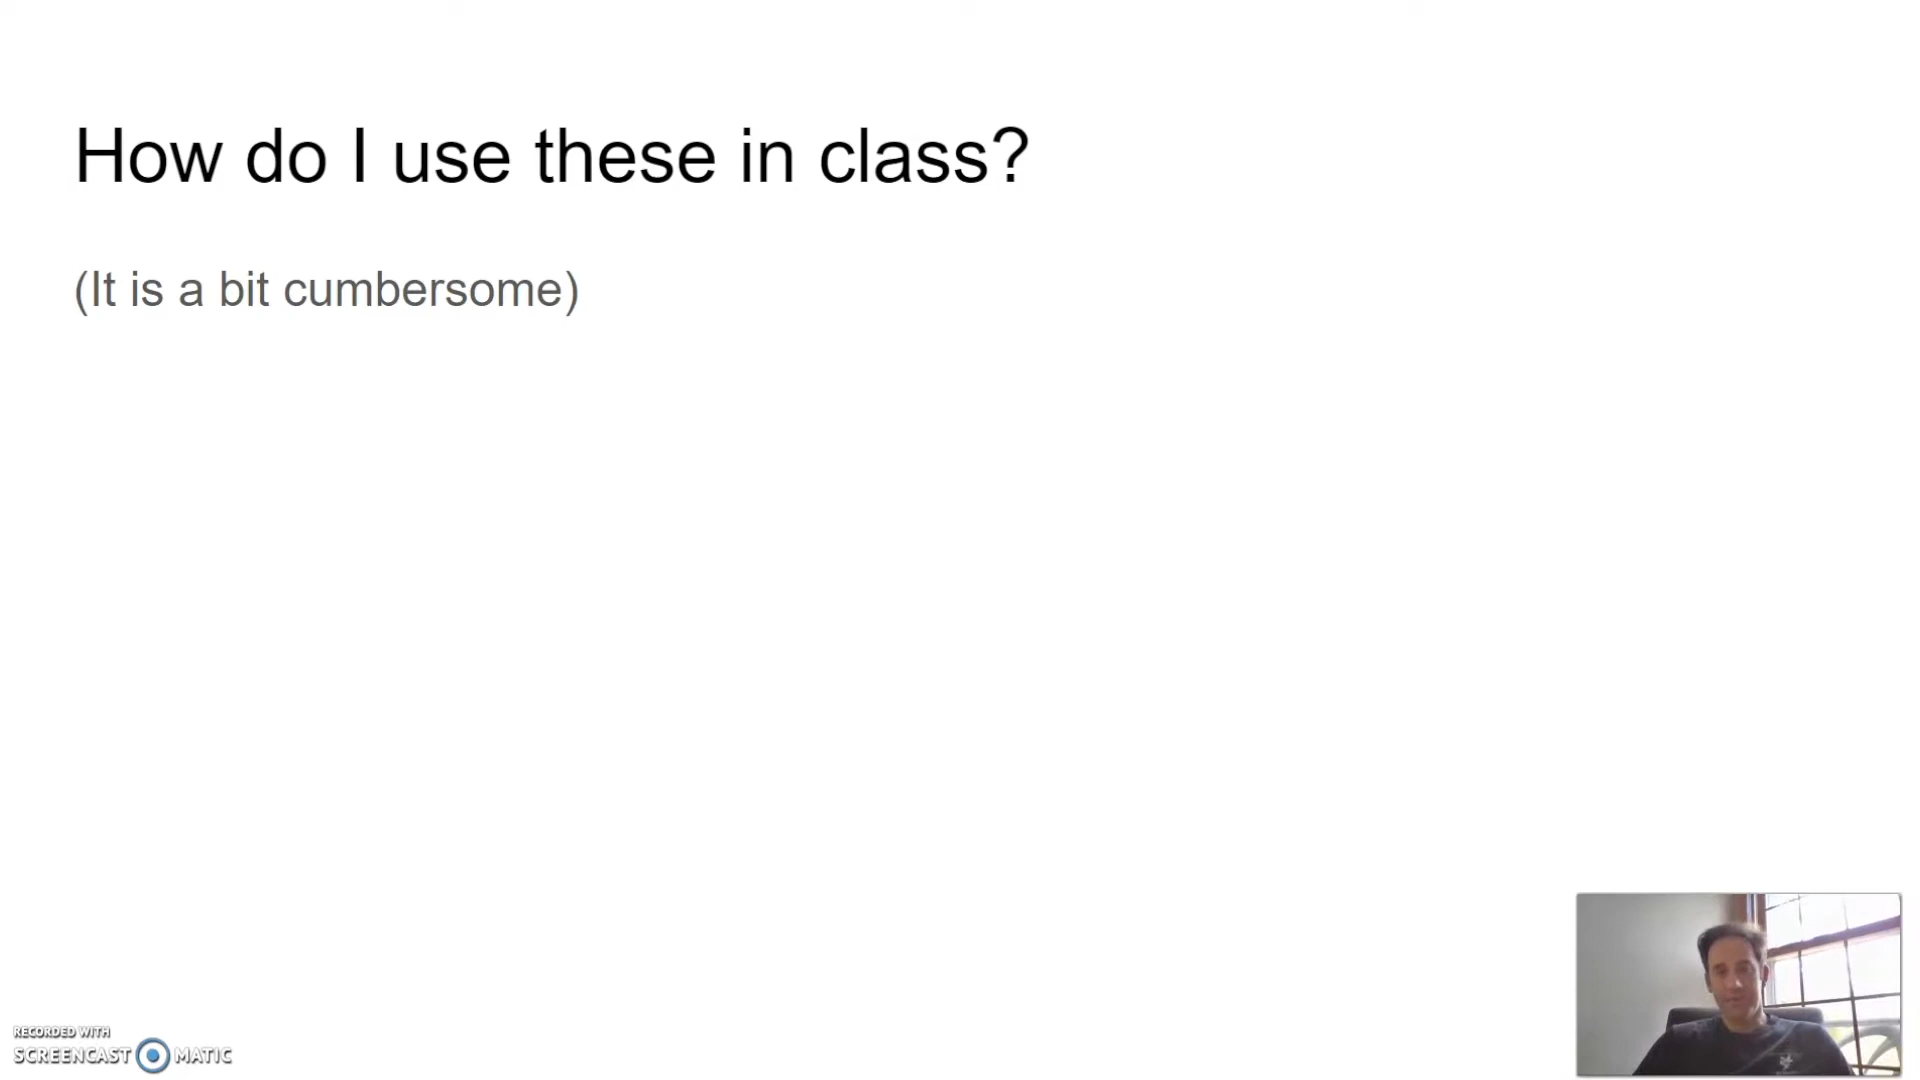 How do I use these in class?
(It is a bit cumbersome)
RECORDED WITH
SCREENCAST MATIC